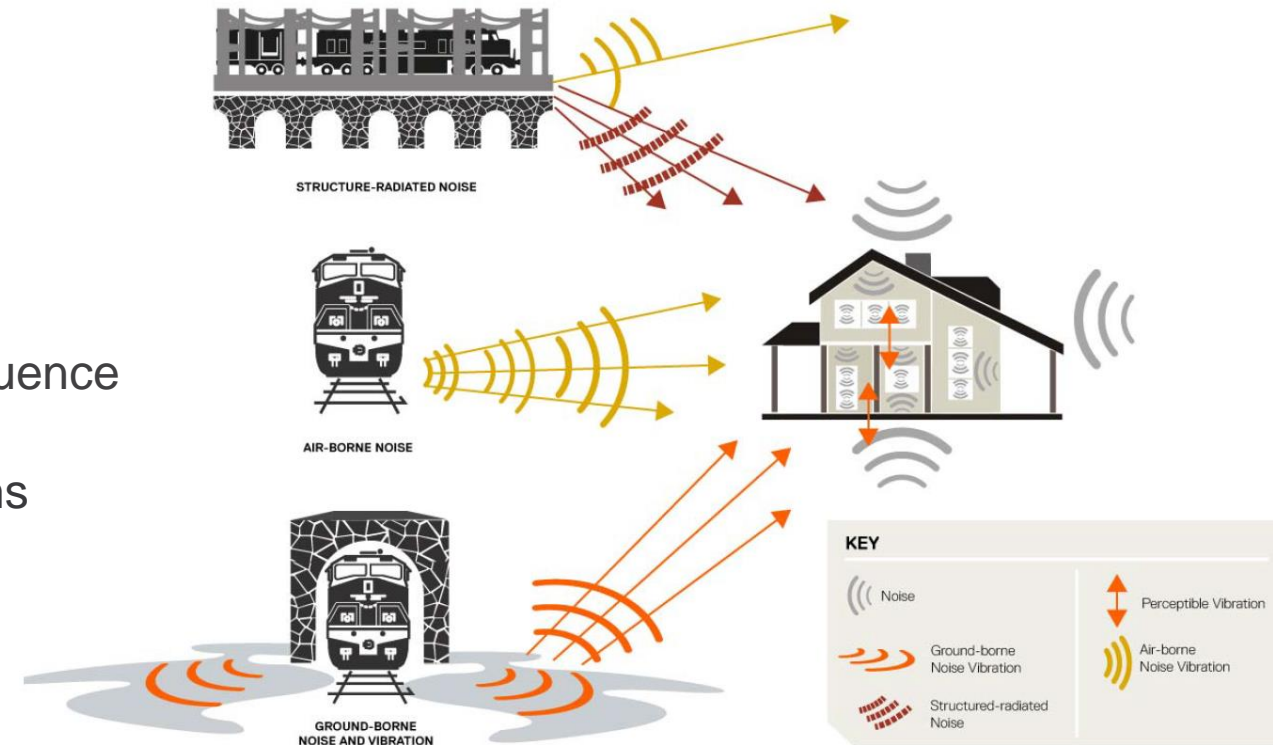 STRUCTURE-RADIATED NOISE
uence
AIR-BORNE NOISE
ns
GROUND-BORNE
NOISE AND VIBRATION
KEY
Noise
Perceptible Vibration
Ground-borne
Noise Vibration
Air-borne
Noise Vibration
Structured-radiated
Noise